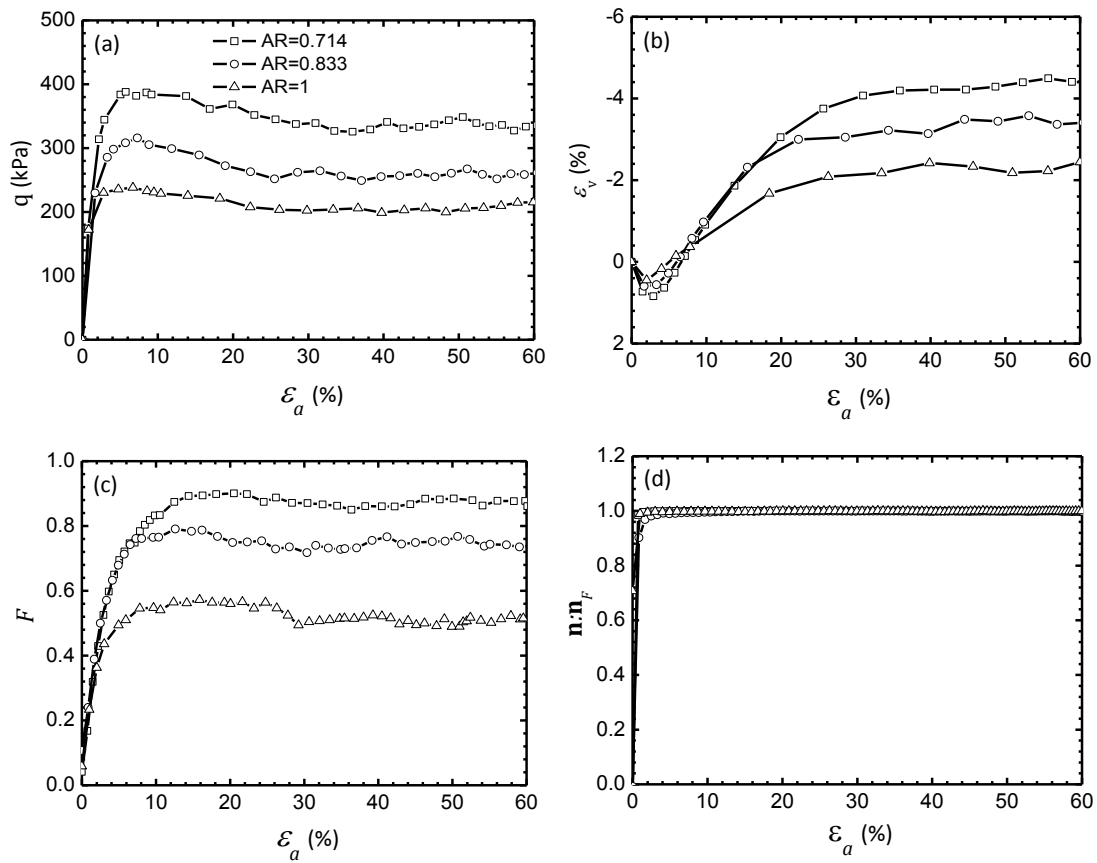 (a)
AR=0.714
AR=0.833
AR=1
500
400
300
200
100
0
q (kPa)
0 10 20 30 40 50 60
εa (%)
(b)
-6
-4
-2
0
2
εv (%)
0 10 20 30 40 50 60
εa (%)
(c)
1.0
0.8
0.6
0.4
0.2
0.0
F
0 10 20 30 40 50 60
εa (%)
(d)
1.2
1.0
0.8
0.6
0.4
0.2
0.0
n:nF
0 10 20 30 40 50 60
εa (%)